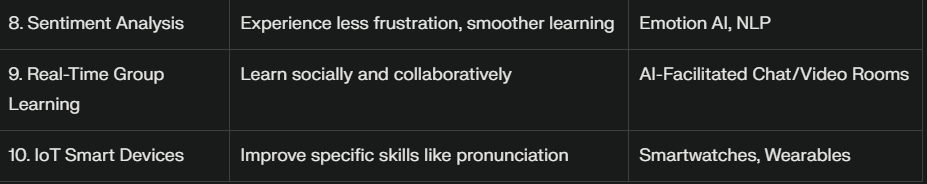 8. Sentiment Analysis
Experience less frustration, smoother learning
Emotion AI, NLP
9. Real-Time Group
Learning
Learn socially and collaboratively
AI-Facilitated Chat/Video Rooms
10. IoT Smart Devices
Improve specific skills like pronunciation
Smartwatches, Wearables